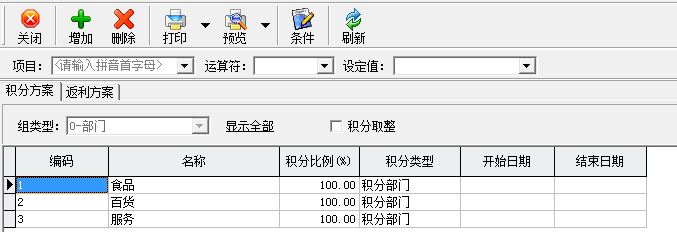 关闭 增加 删除 打印 预览 条件 刷新
项目: <请输入拼音首字母> 运算符: 设定值:
积分方案 返利方案
组类型: 0-部门 显示全部 积分取整
编码 名称 积分比例(%) 积分类型 开始日期 结束日期
1 食品 100.00 积分部门
2 百货 100.00 积分部门
3 服务 100.00 积分部门